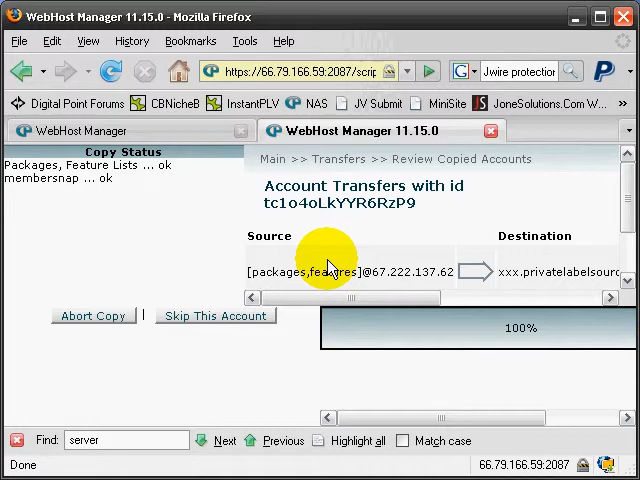 WebHost Manager 11.15.0 - Mozilla Firefox
File Edit View History Bookmarks Tools Help
https://66.79.166.59:2087/scrip
Jwire protection
Digital Point Forums CBNicheB InstantPLV NAS JV Submit MiniSite JoneSolutions.Com W... »
WebHost Manager
WebHost Manager 11.15.0
Copy Status
Packages, Feature Lists ... ok
membersnap ... ok
Main >> Transfers >> Review Copied Accounts
Account Transfers with id
tc1o4oLkYYR6RzP9
Source Destination
[packages,features]@67.222.137.62 xxx.privatelabelsourc
Abort Copy | Skip This Account
100%
Find: server Next Previous Highlight all Match case
Done 66.79.166.59:2087